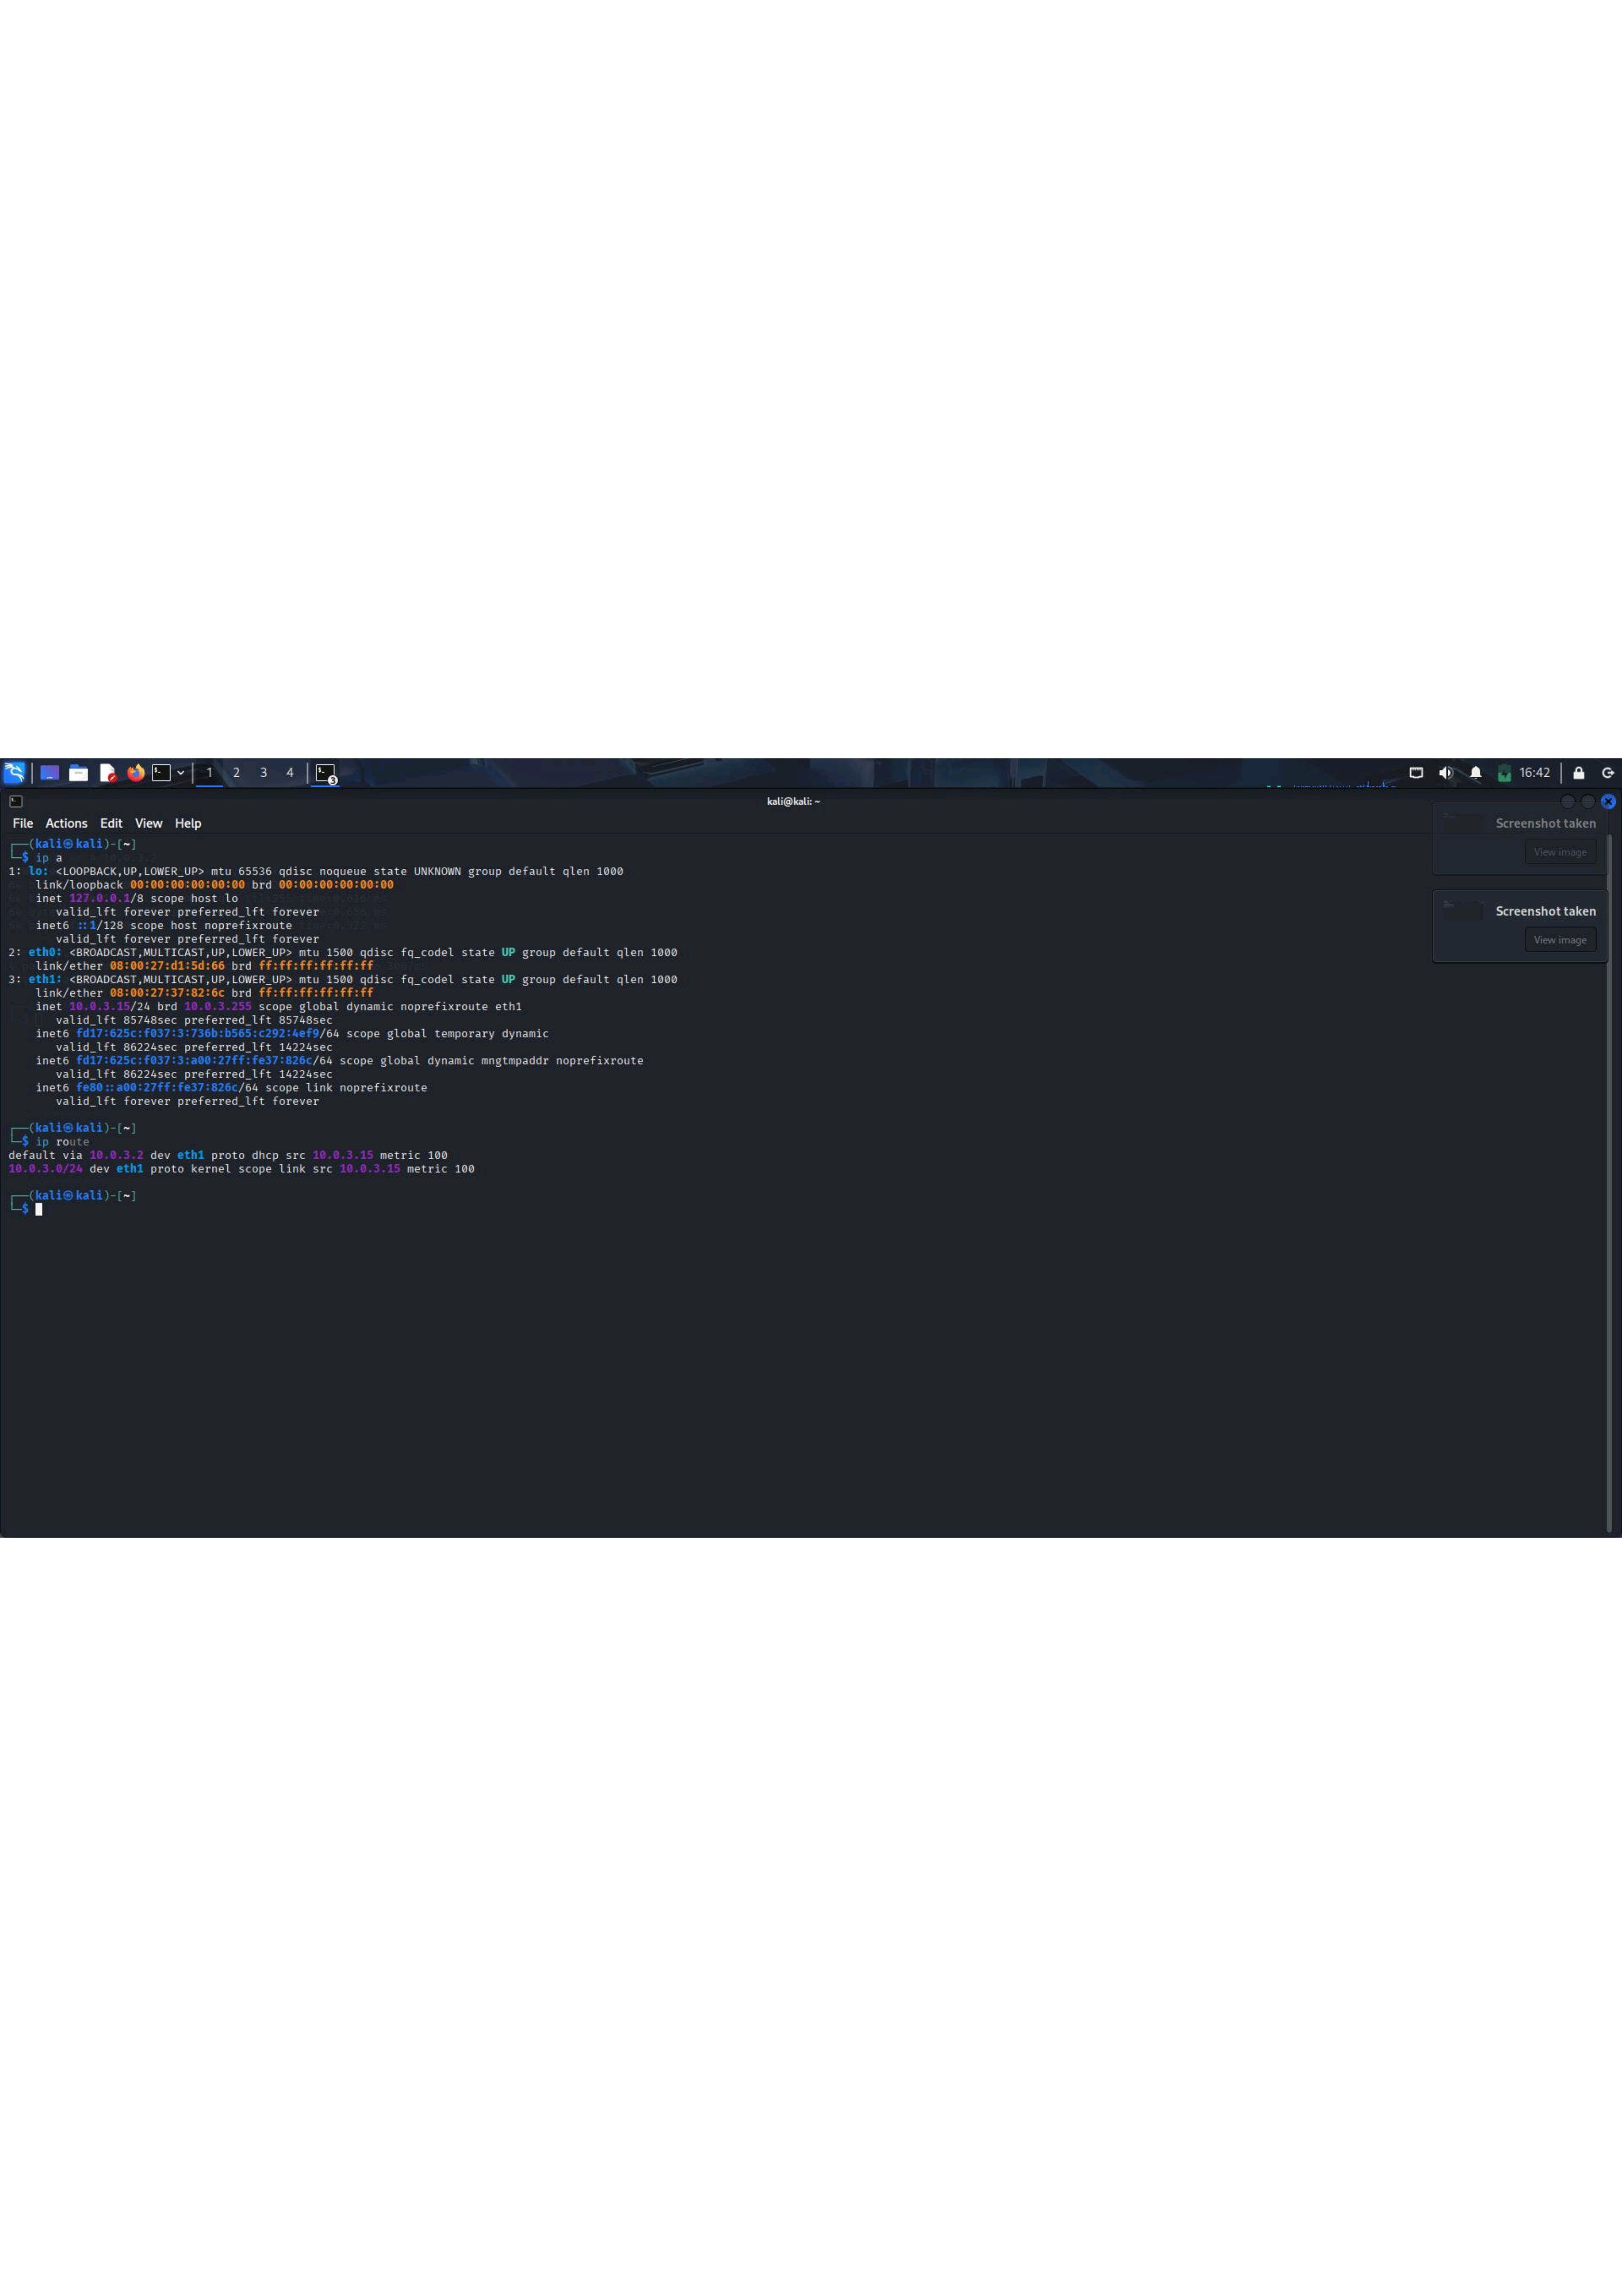 1 2 3 4
16:42
kali@kali: ~
File Actions Edit View Help
Screenshot taken
View image
Screenshot taken
View image
(kali㉿kali)-[~]
$ ip a
1: lo: <LOOPBACK,UP,LOWER_UP> mtu 65536 qdisc noqueue state UNKNOWN group default qlen 1000
link/loopback 00:00:00:00:00:00 brd 00:00:00:00:00:00
inet 127.0.0.1/8 scope host lo
valid_lft forever preferred_lft forever
inet6 ::1/128 scope host noprefixroute
valid_lft forever preferred_lft forever
2: eth0: <BROADCAST,MULTICAST,UP,LOWER_UP> mtu 1500 qdisc fq_codel state UP group default qlen 1000
link/ether 08:00:27:d1:5d:66 brd ff:ff:ff:ff:ff:ff
3: eth1: <BROADCAST,MULTICAST,UP,LOWER_UP> mtu 1500 qdisc fq_codel state UP group default qlen 1000
link/ether 08:00:27:37:82:6c brd ff:ff:ff:ff:ff:ff
inet 10.0.3.15/24 brd 10.0.3.255 scope global dynamic noprefixroute eth1
valid_lft 85748sec preferred_lft 85748sec
inet6 fd17:625c:f037:3:736b:b565:c292:4ef9/64 scope global temporary dynamic
valid_lft 86224sec preferred_lft 14224sec
inet6 fd17:625c:f037:3:a00:27ff:fe37:826c/64 scope global dynamic mngtmpaddr noprefixroute
valid_lft 86224sec preferred_lft 14224sec
inet6 fe80::a00:27ff:fe37:826c/64 scope link noprefixroute
valid_lft forever preferred_lft forever
(kali㉿kali)-[~]
$ ip route
default via 10.0.3.2 dev eth1 proto dhcp src 10.0.3.15 metric 100
10.0.3.0/24 dev eth1 proto kernel scope link src 10.0.3.15 metric 100
(kali㉿kali)-[~]
$